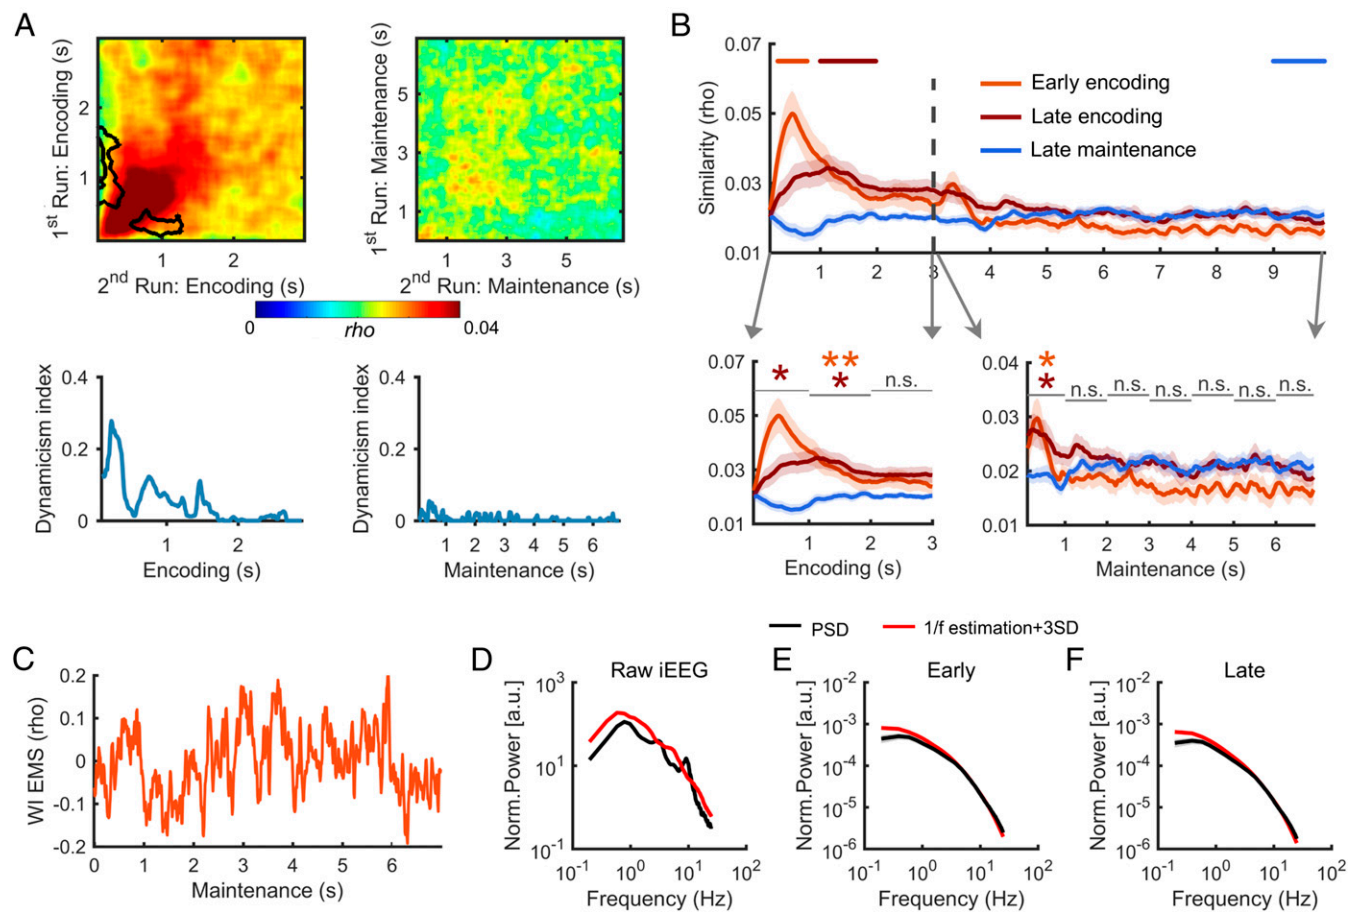 A
1st Run: Encoding (s)
2
1
1 2
2nd Run: Encoding (s)
1st Run: Maintenance (s)
5
3
1
1 3 5
2nd Run: Maintenance (s)
0 rho 0.04
Dynamicism index
0.4
0.2
0
1 2
Encoding (s)
Dynamicism index
0.4
0.2
0
1 2 3 4 5 6
Maintenance (s)
B
Similarity (rho)
0.07
0.05
0.03
0.01
Early encoding
Late encoding
Late maintenance
1 2 3 4 5 6 7 8 9
0.07
0.05
0.03
0.01
**
* *
n.s.
1 2 3
Encoding (s)
0.04
0.03
0.02
0.01
*
*
n.s. n.s. n.s. n.s. n.s. n.s.
1 2 3 4 5 6
Maintenance (s)
C
WI EMS (rho)
0.2
0.1
0
-0.1
-0.2
0 1 2 3 4 5 6
Maintenance (s)
PSD 1/f estimation+3SD
D
Raw iEEG
Norm.Power [a.u.]
10³
10¹
10-¹
10-¹ 10⁰ 10¹ 10²
Frequency (Hz)
E
Early
Norm.Power [a.u.]
10-²
10-³
10-⁴
10-⁵
10-⁶
10-¹ 10⁰ 10¹ 10²
Frequency (Hz)
F
Late
Norm.Power [a.u.]
10-²
10-³
10-⁴
10-⁵
10-⁶
10-¹ 10⁰ 10¹ 10²
Frequency (Hz)